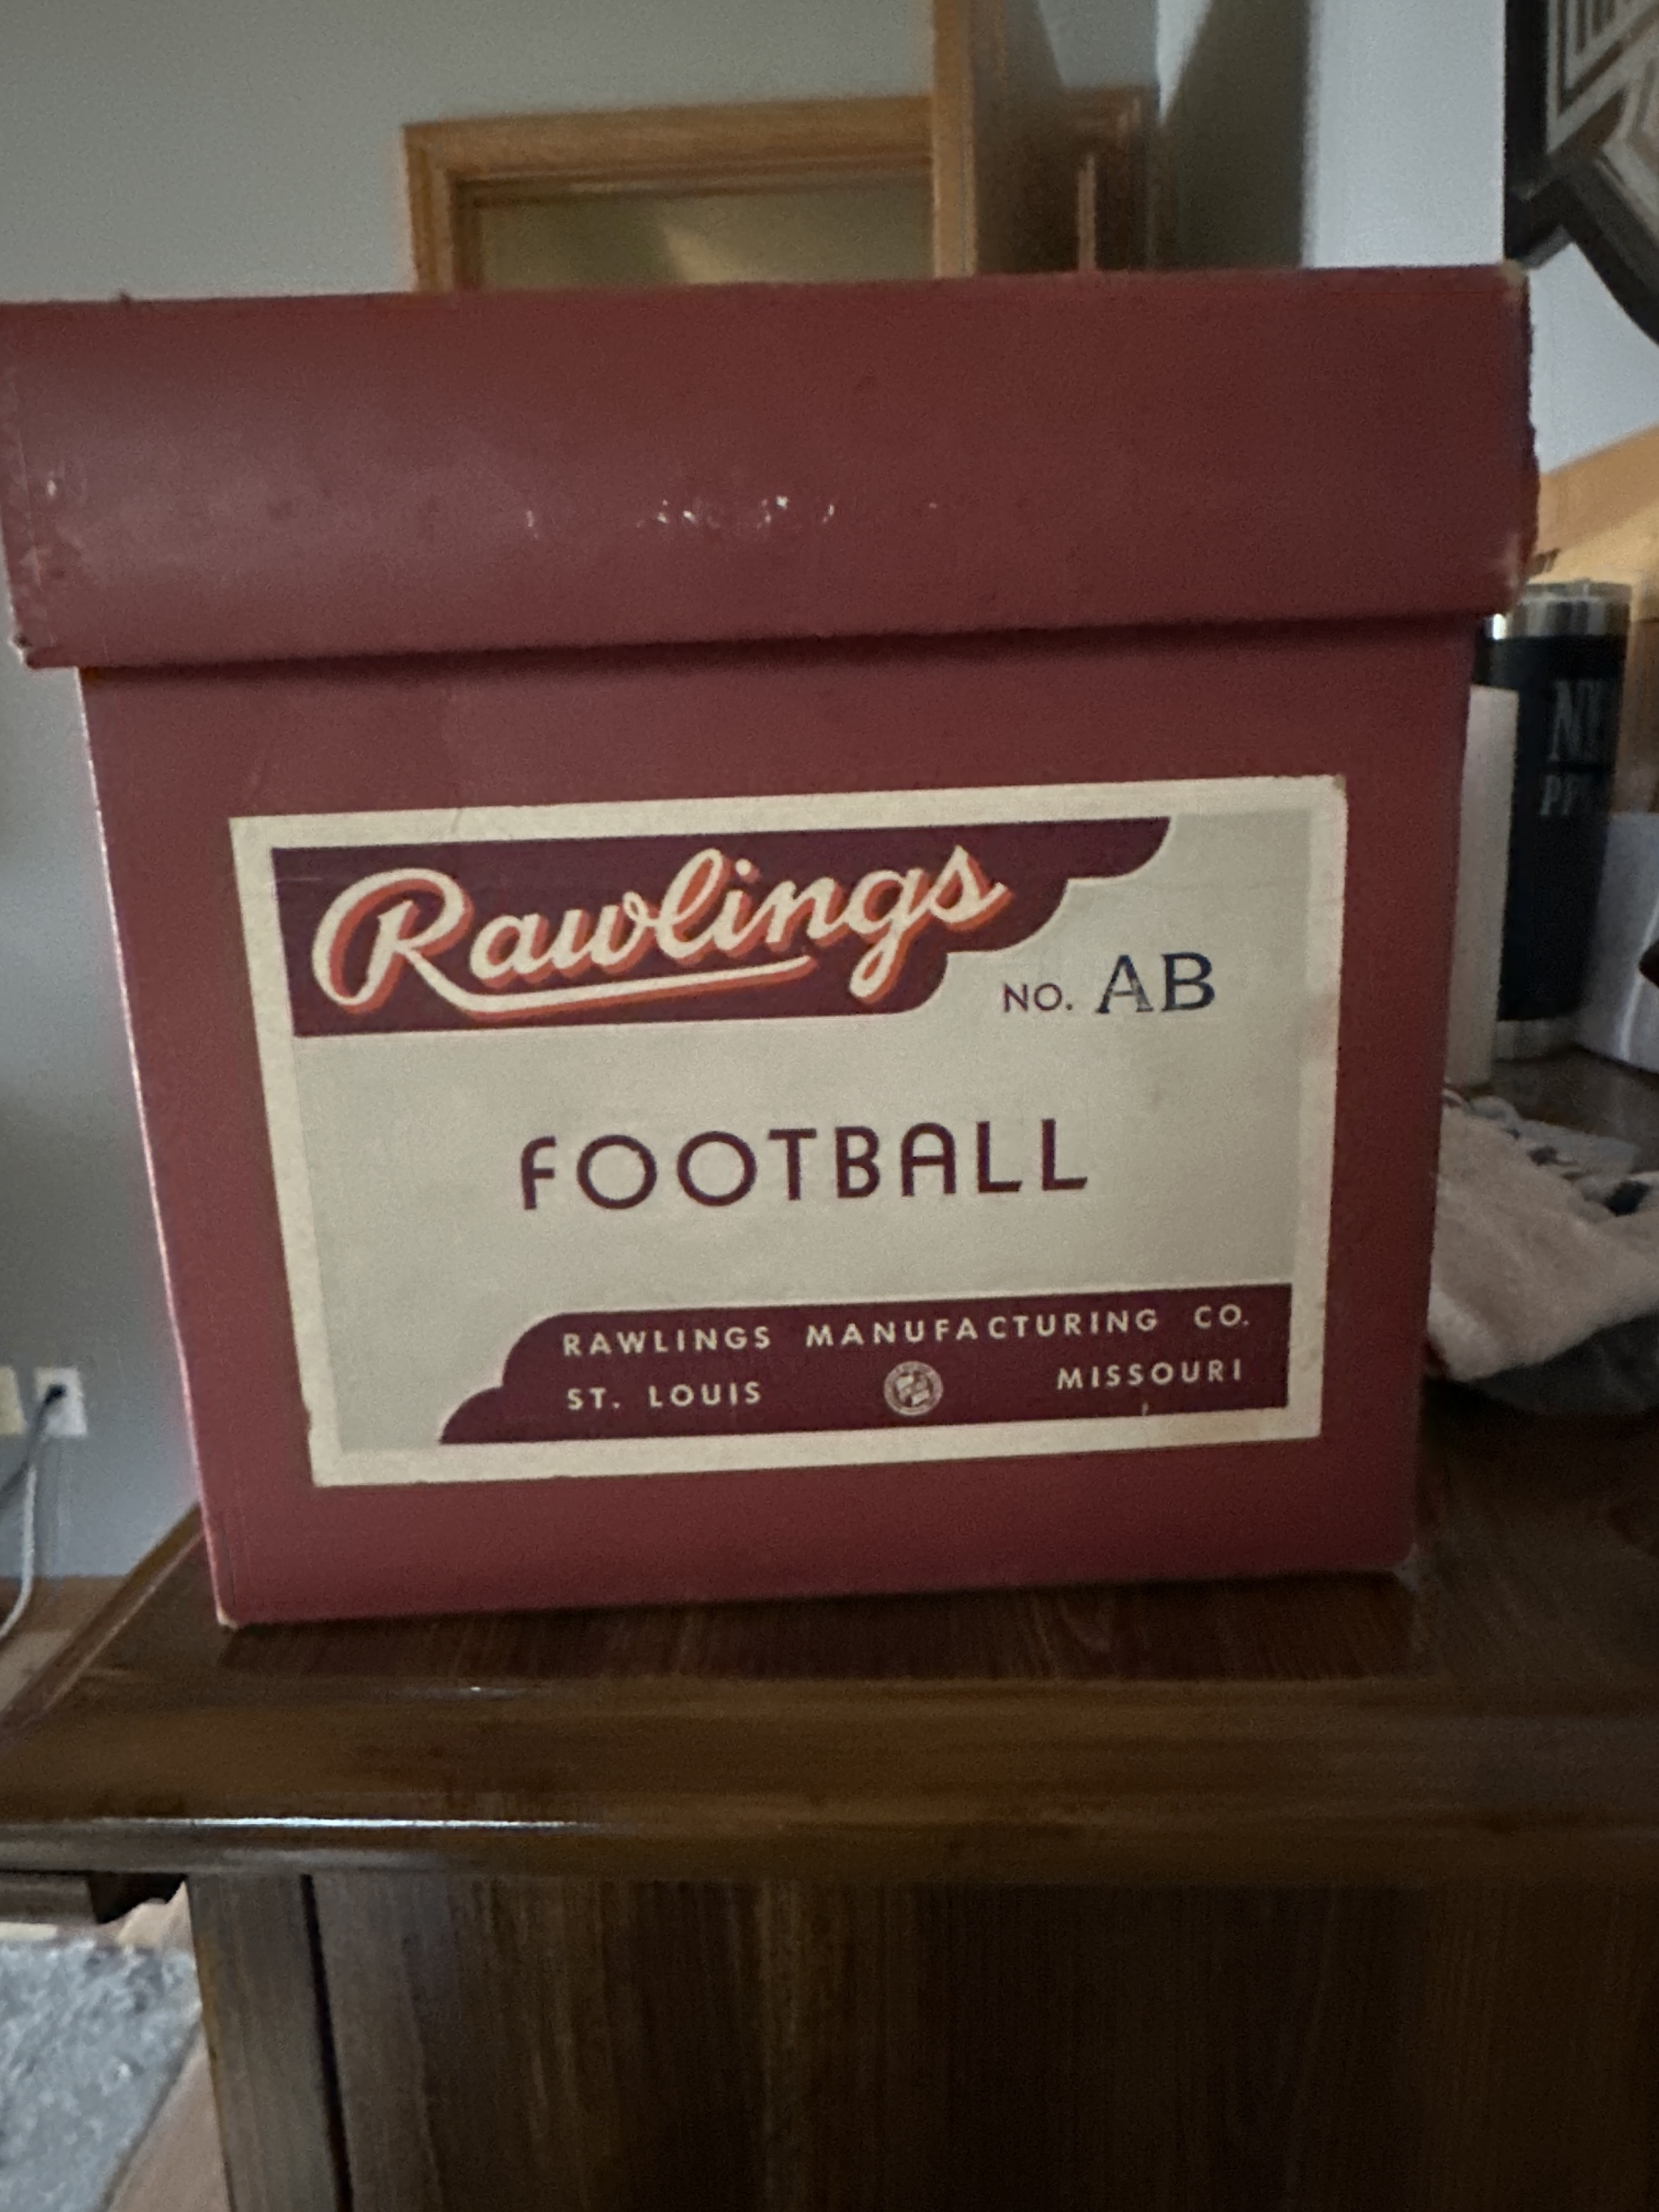 Rawlings
NO. AB
FOOTBALL
RAWLINGS MANUFACTURING CO.
ST. LOUIS MISSOURI